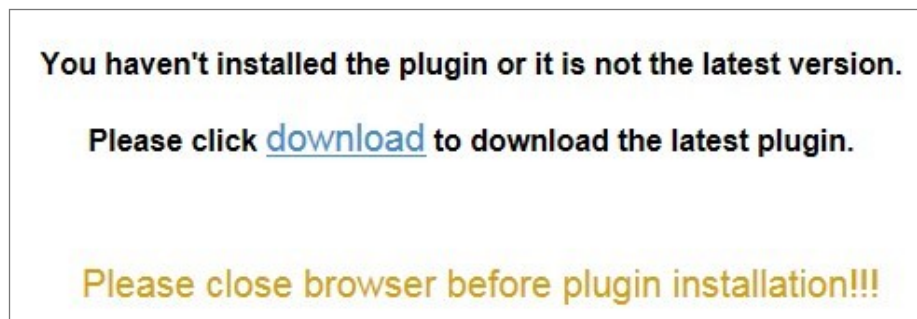 You haven't installed the plugin or it is not the latest version.
Please click download to download the latest plugin.
Please close browser before plugin installation!!!